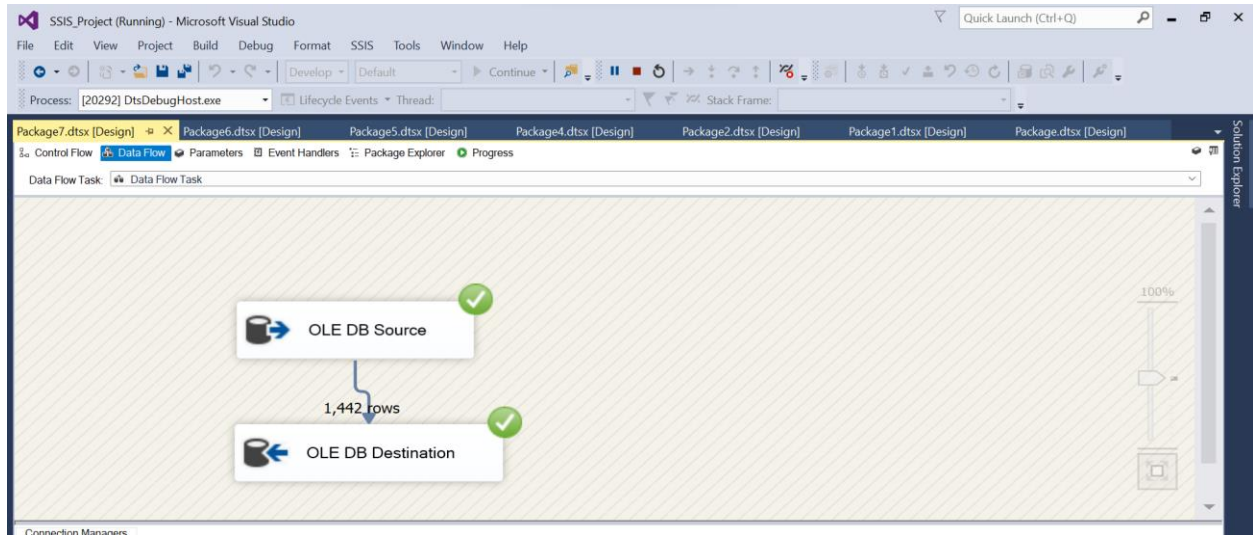 SSIS_Project (Running) - Microsoft Visual Studio
Quick Launch (Ctrl+Q)
File Edit View Project Build Debug Format SSIS Tools Window Help
Develop Default Continue
Process: [20292] DtsDebugHost.exe Lifecycle Events Thread: Stack Frame:
Package7.dtsx [Design] Package6.dtsx [Design] Package5.dtsx [Design] Package4.dtsx [Design] Package2.dtsx [Design] Package1.dtsx [Design] Package.dtsx [Design]
Solution Explorer
Control Flow Data Flow Parameters Event Handlers Package Explorer Progress
Data Flow Task: Data Flow Task
100%
OLE DB Source
1,442 rows
OLE DB Destination
Connection Managers